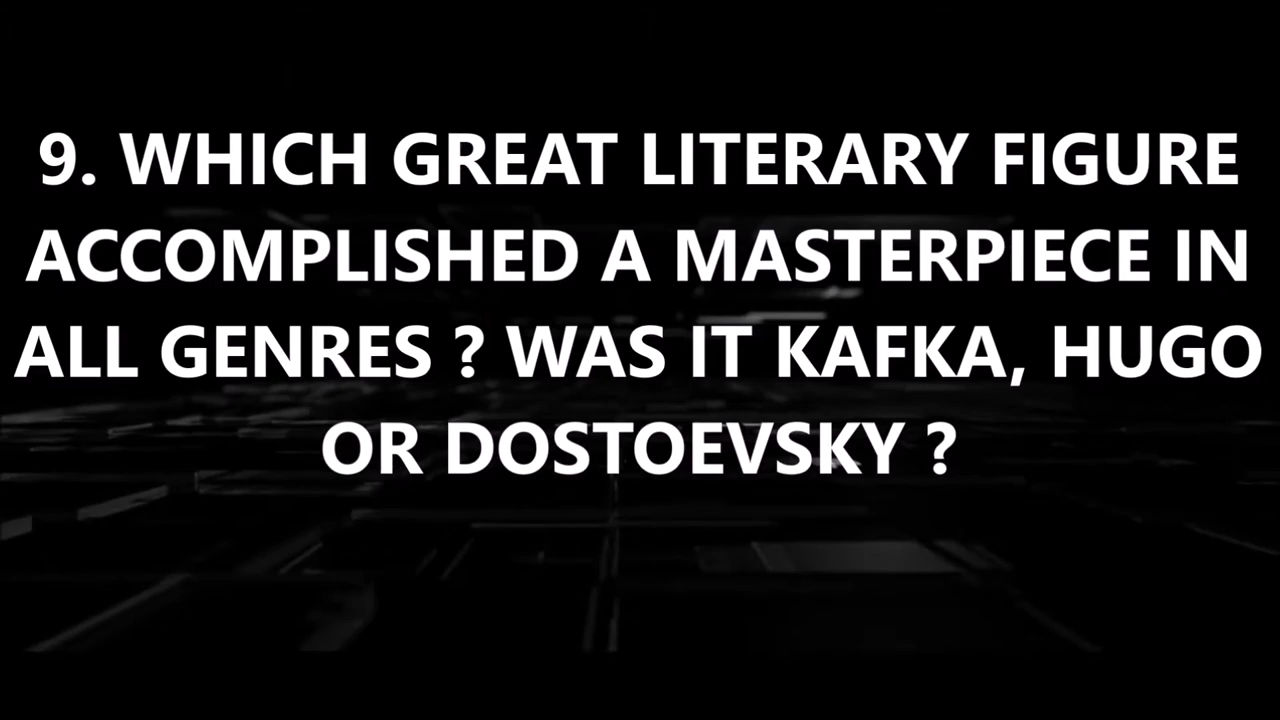 9. WHICH GREAT LITERARY FIGURE
ACCOMPLISHED A MASTERPIECE IN
ALL GENRES ? WAS IT KAFKA, HUGO
OR DOSTOEVSKY ?